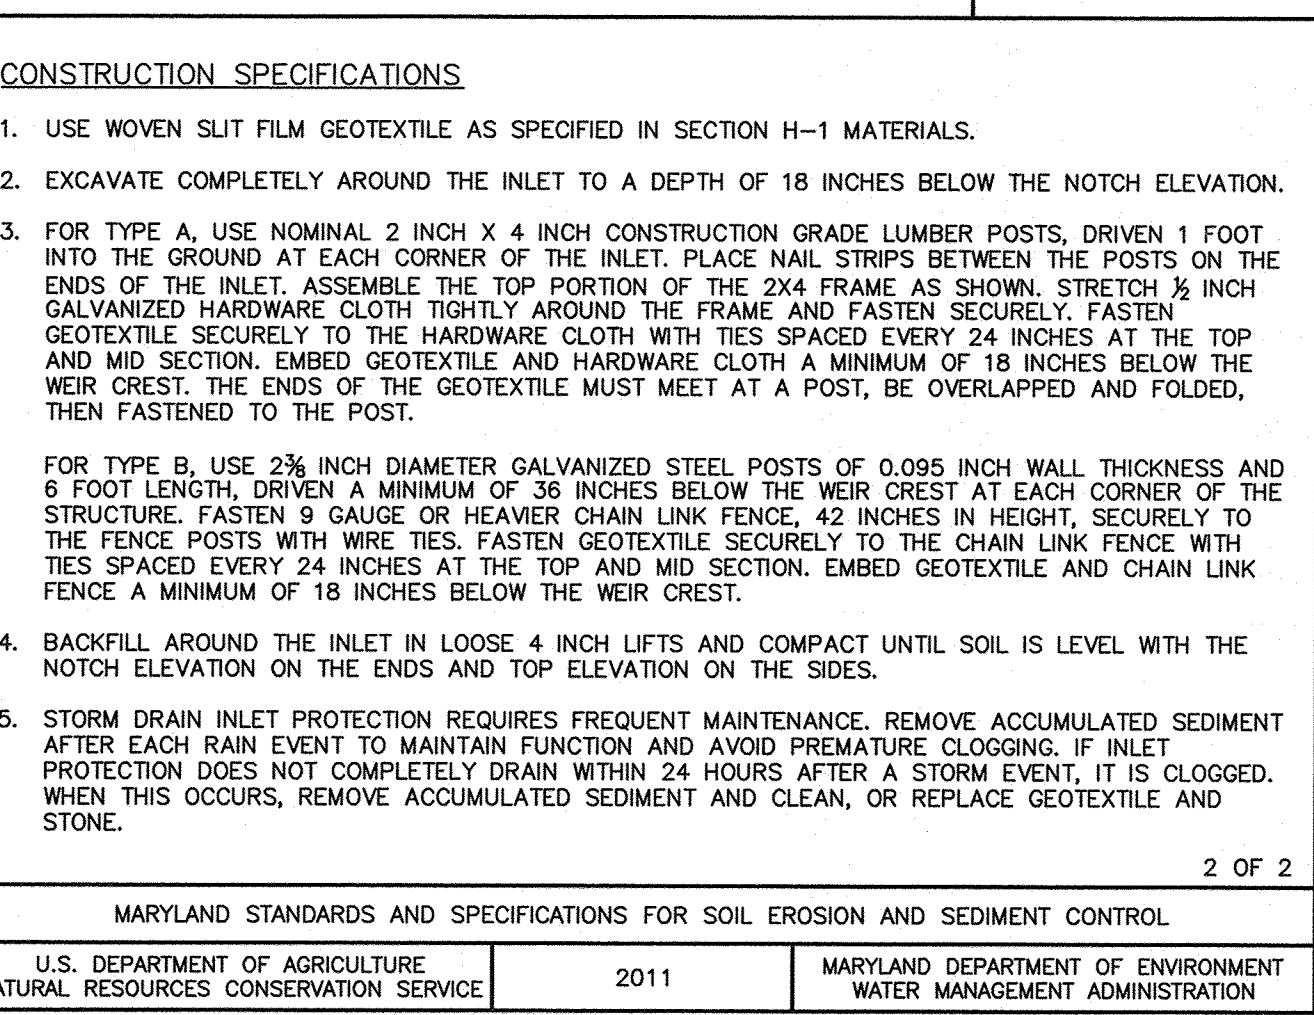 CONSTRUCTION SPECIFICATIONS
1. USE WOVEN SLIT FILM GEOTEXTILE AS SPECIFIED IN SECTION H-1 MATERIALS.
2. EXCAVATE COMPLETELY AROUND THE INLET TO A DEPTH OF 18 INCHES BELOW THE NOTCH ELEVATION.
3. FOR TYPE A, USE NOMINAL 2 INCH X 4 INCH CONSTRUCTION GRADE LUMBER POSTS, DRIVEN 1 FOOT
INTO THE GROUND AT EACH CORNER OF THE INLET. PLACE NAIL STRIPS BETWEEN THE POSTS ON THE
ENDS OF THE INLET. ASSEMBLE THE TOP PORTION OF THE 2X4 FRAME AS SHOWN. STRETCH ½ INCH
GALVANIZED HARDWARE CLOTH TIGHTLY AROUND THE FRAME AND FASTEN SECURELY. FASTEN
GEOTEXTILE SECURELY TO THE HARDWARE CLOTH WITH TIES SPACED EVERY 24 INCHES AT THE TOP
AND MID SECTION. EMBED GEOTEXTILE AND HARDWARE CLOTH A MINIMUM OF 18 INCHES BELOW THE
WEIR CREST. THE ENDS OF THE GEOTEXTILE MUST MEET AT A POST, BE OVERLAPPED AND FOLDED,
THEN FASTENED TO THE POST.
FOR TYPE B, USE 2⅜ INCH DIAMETER GALVANIZED STEEL POSTS OF 0.095 INCH WALL THICKNESS AND
6 FOOT LENGTH, DRIVEN A MINIMUM OF 36 INCHES BELOW THE WEIR CREST AT EACH CORNER OF THE
STRUCTURE. FASTEN 9 GAUGE OR HEAVIER CHAIN LINK FENCE, 42 INCHES IN HEIGHT, SECURELY TO
THE FENCE POSTS WITH WIRE TIES. FASTEN GEOTEXTILE SECURELY TO THE CHAIN LINK FENCE WITH
TIES SPACED EVERY 24 INCHES AT THE TOP AND MID SECTION. EMBED GEOTEXTILE AND CHAIN LINK
FENCE A MINIMUM OF 18 INCHES BELOW THE WEIR CREST.
4. BACKFILL AROUND THE INLET IN LOOSE 4 INCH LIFTS AND COMPACT UNTIL SOIL IS LEVEL WITH THE
NOTCH ELEVATION ON THE ENDS AND TOP ELEVATION ON THE SIDES.
5. STORM DRAIN INLET PROTECTION REQUIRES FREQUENT MAINTENANCE. REMOVE ACCUMULATED SEDIMENT
AFTER EACH RAIN EVENT TO MAINTAIN FUNCTION AND AVOID PREMATURE CLOGGING. IF INLET
PROTECTION DOES NOT COMPLETELY DRAIN WITHIN 24 HOURS AFTER A STORM EVENT, IT IS CLOGGED.
WHEN THIS OCCURS, REMOVE ACCUMULATED SEDIMENT AND CLEAN, OR REPLACE GEOTEXTILE AND
STONE.
2 OF 2
MARYLAND STANDARDS AND SPECIFICATIONS FOR SOIL EROSION AND SEDIMENT CONTROL
U.S. DEPARTMENT OF AGRICULTURE
ATURAL RESOURCES CONSERVATION SERVICE
2011
MARYLAND DEPARTMENT OF ENVIRONMENT
WATER MANAGEMENT ADMINISTRATION